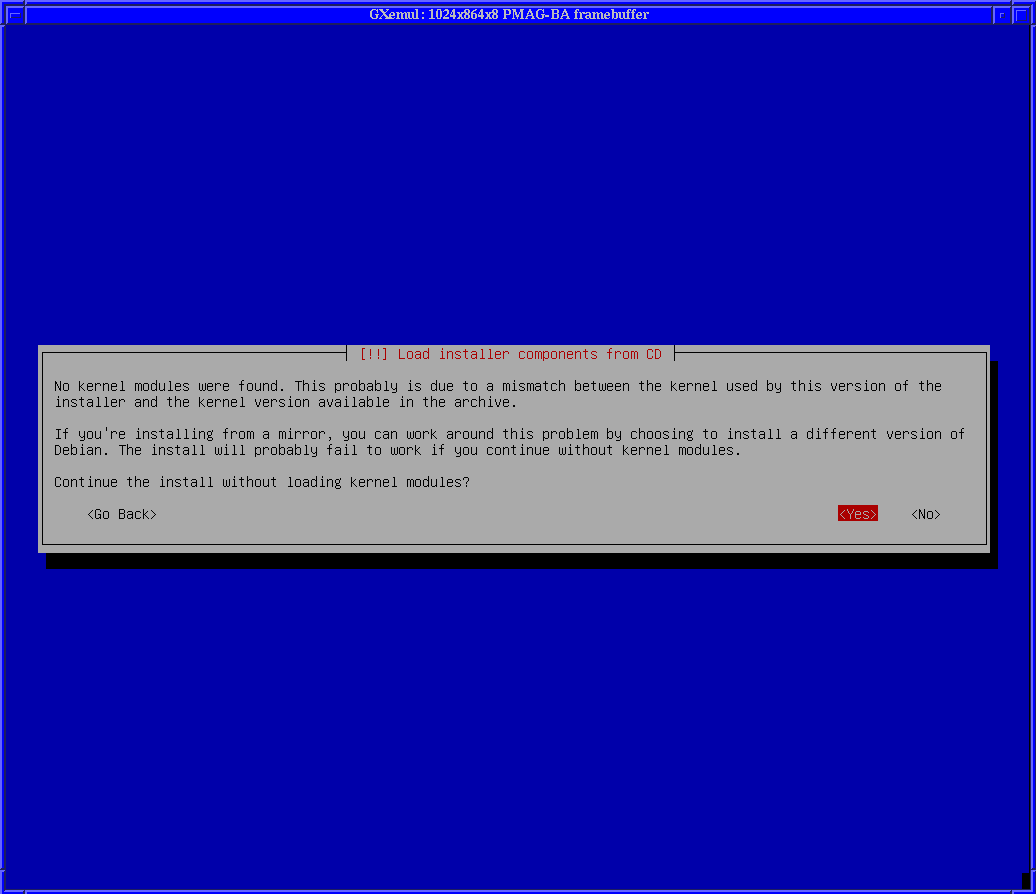 GXemul: 1024x864x8 PMAG-BA framebuffer
[!!] Load installer components from CD
No kernel modules were found. This probably is due to a mismatch between the kernel used by this version of the
installer and the kernel version available in the archive.
If you're installing from a mirror, you can work around this problem by choosing to install a different version of
Debian. The install will probably fail to work if you continue without kernel modules.
Continue the install without loading kernel modules?
<Go Back> <Yes> <No>